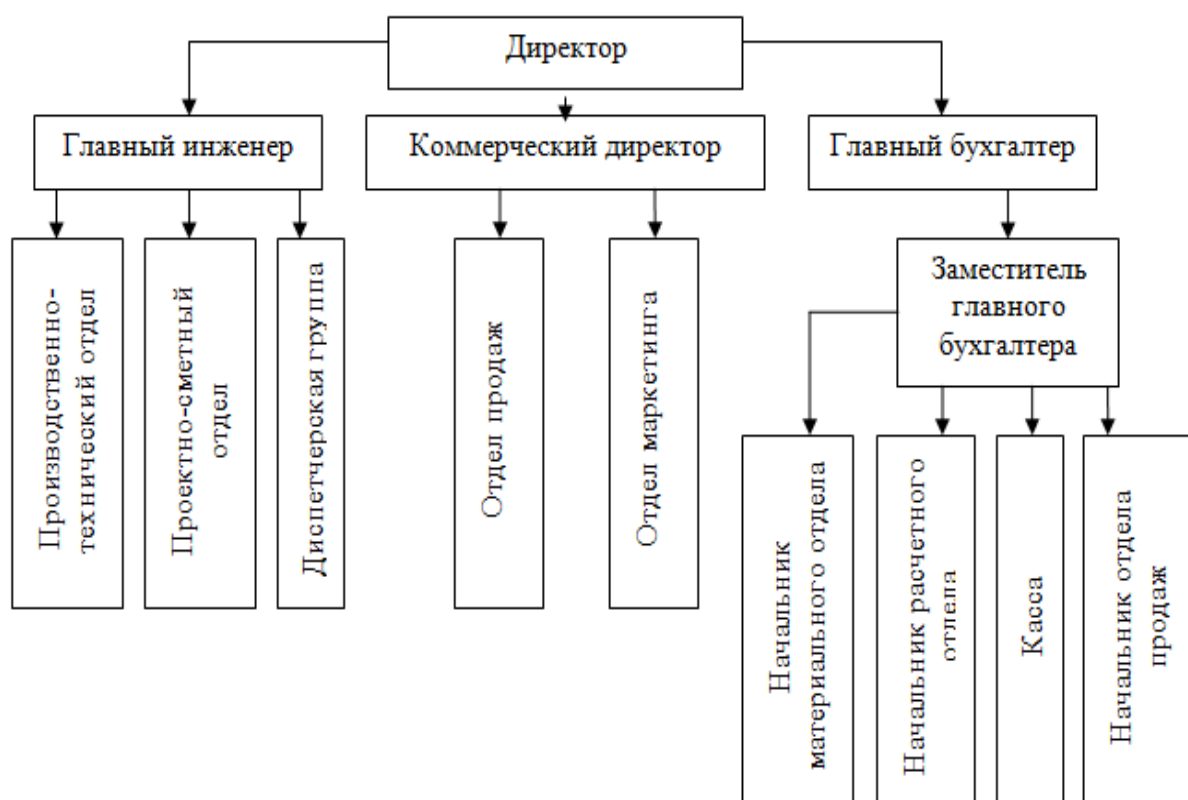 Директор
Главный инженер
Коммерческий директор
Главный бухгалтер
Производственно-
технический отдел
Проектно-сметный
отдел
Диспетчерская группа
Отдел продаж
Отдел маркетинга
Заместитель
главного
бухгалтера
Начальник
материального отдела
Начальник расчетного
отдела
Касса
Начальник отдела
продаж